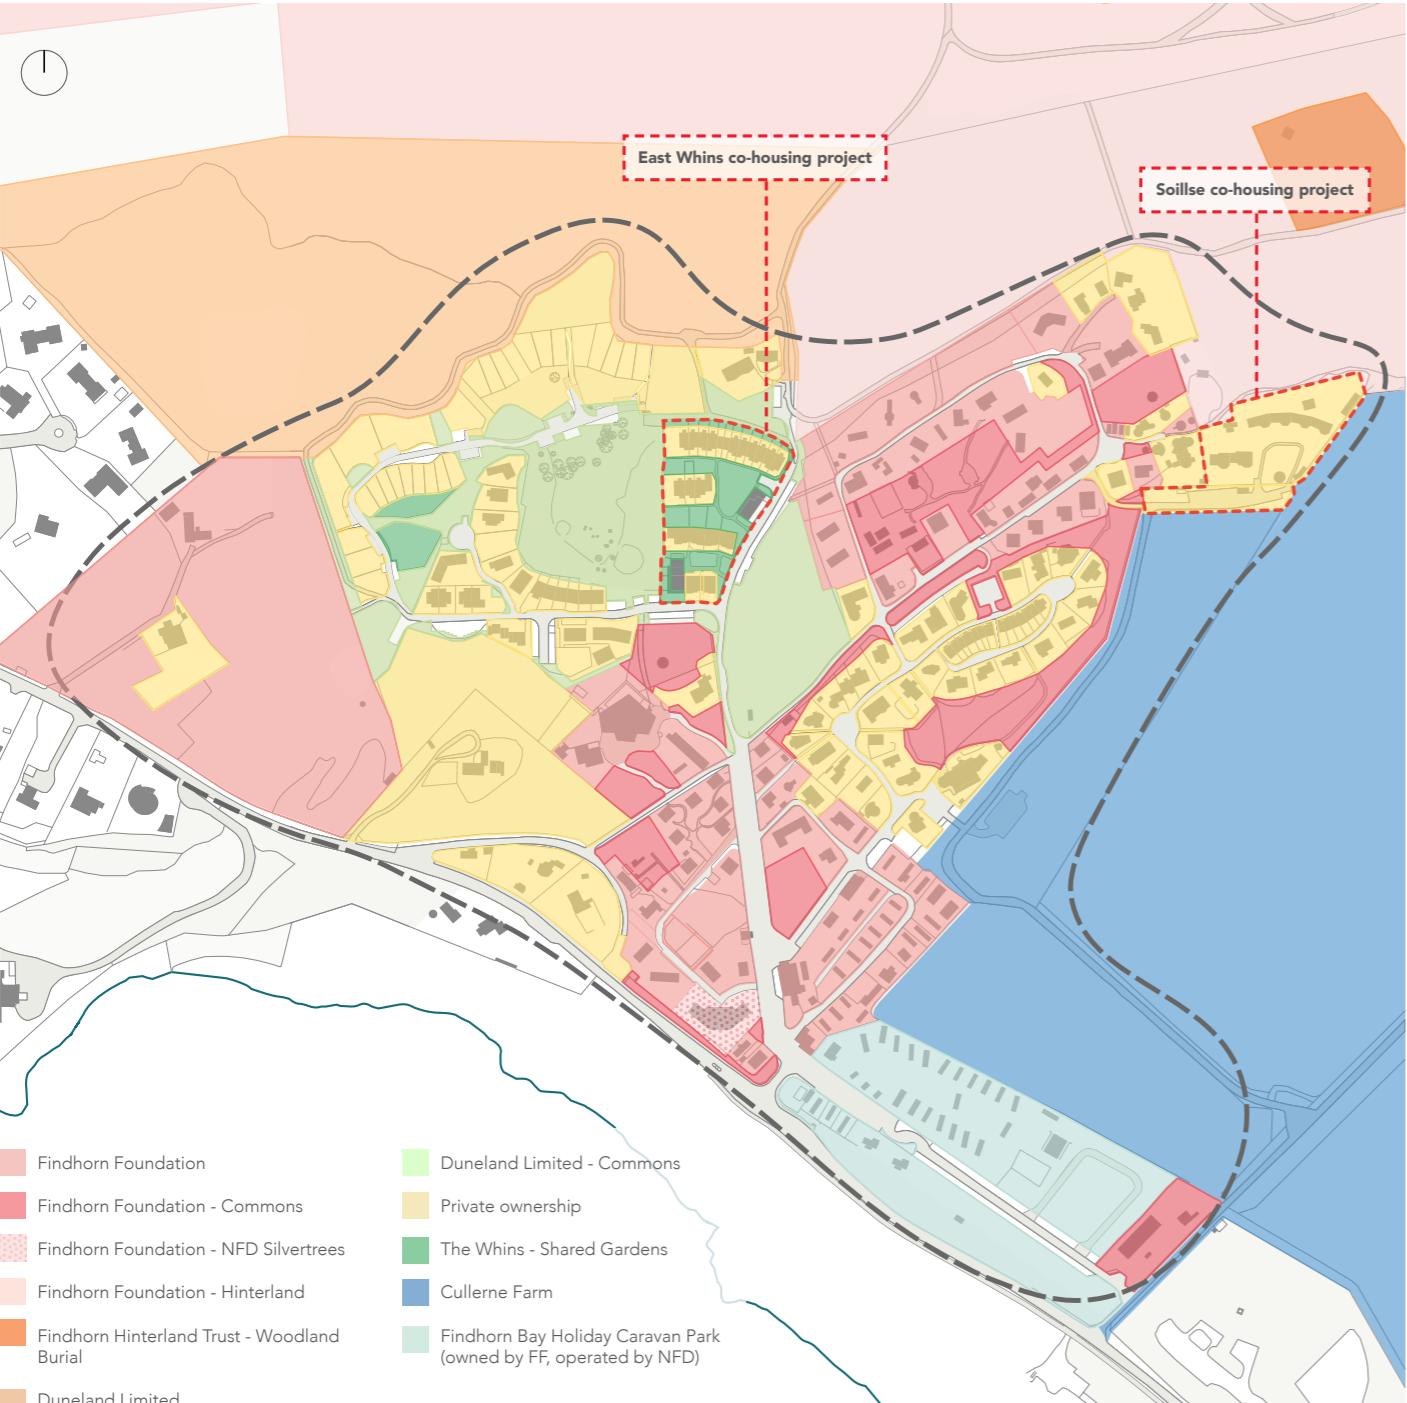 East Whins co-housing project
Soillse co-housing project
Findhorn Foundation
Findhorn Foundation - Commons
Findhorn Foundation - NFD Silvertrees
Findhorn Foundation - Hinterland
Findhorn Hinterland Trust - Woodland
Burial
Duneland Limited
Duneland Limited - Commons
Private ownership
The Whins - Shared Gardens
Cullerne Farm
Findhorn Bay Holiday Caravan Park
(owned by FF, operated by NFD)